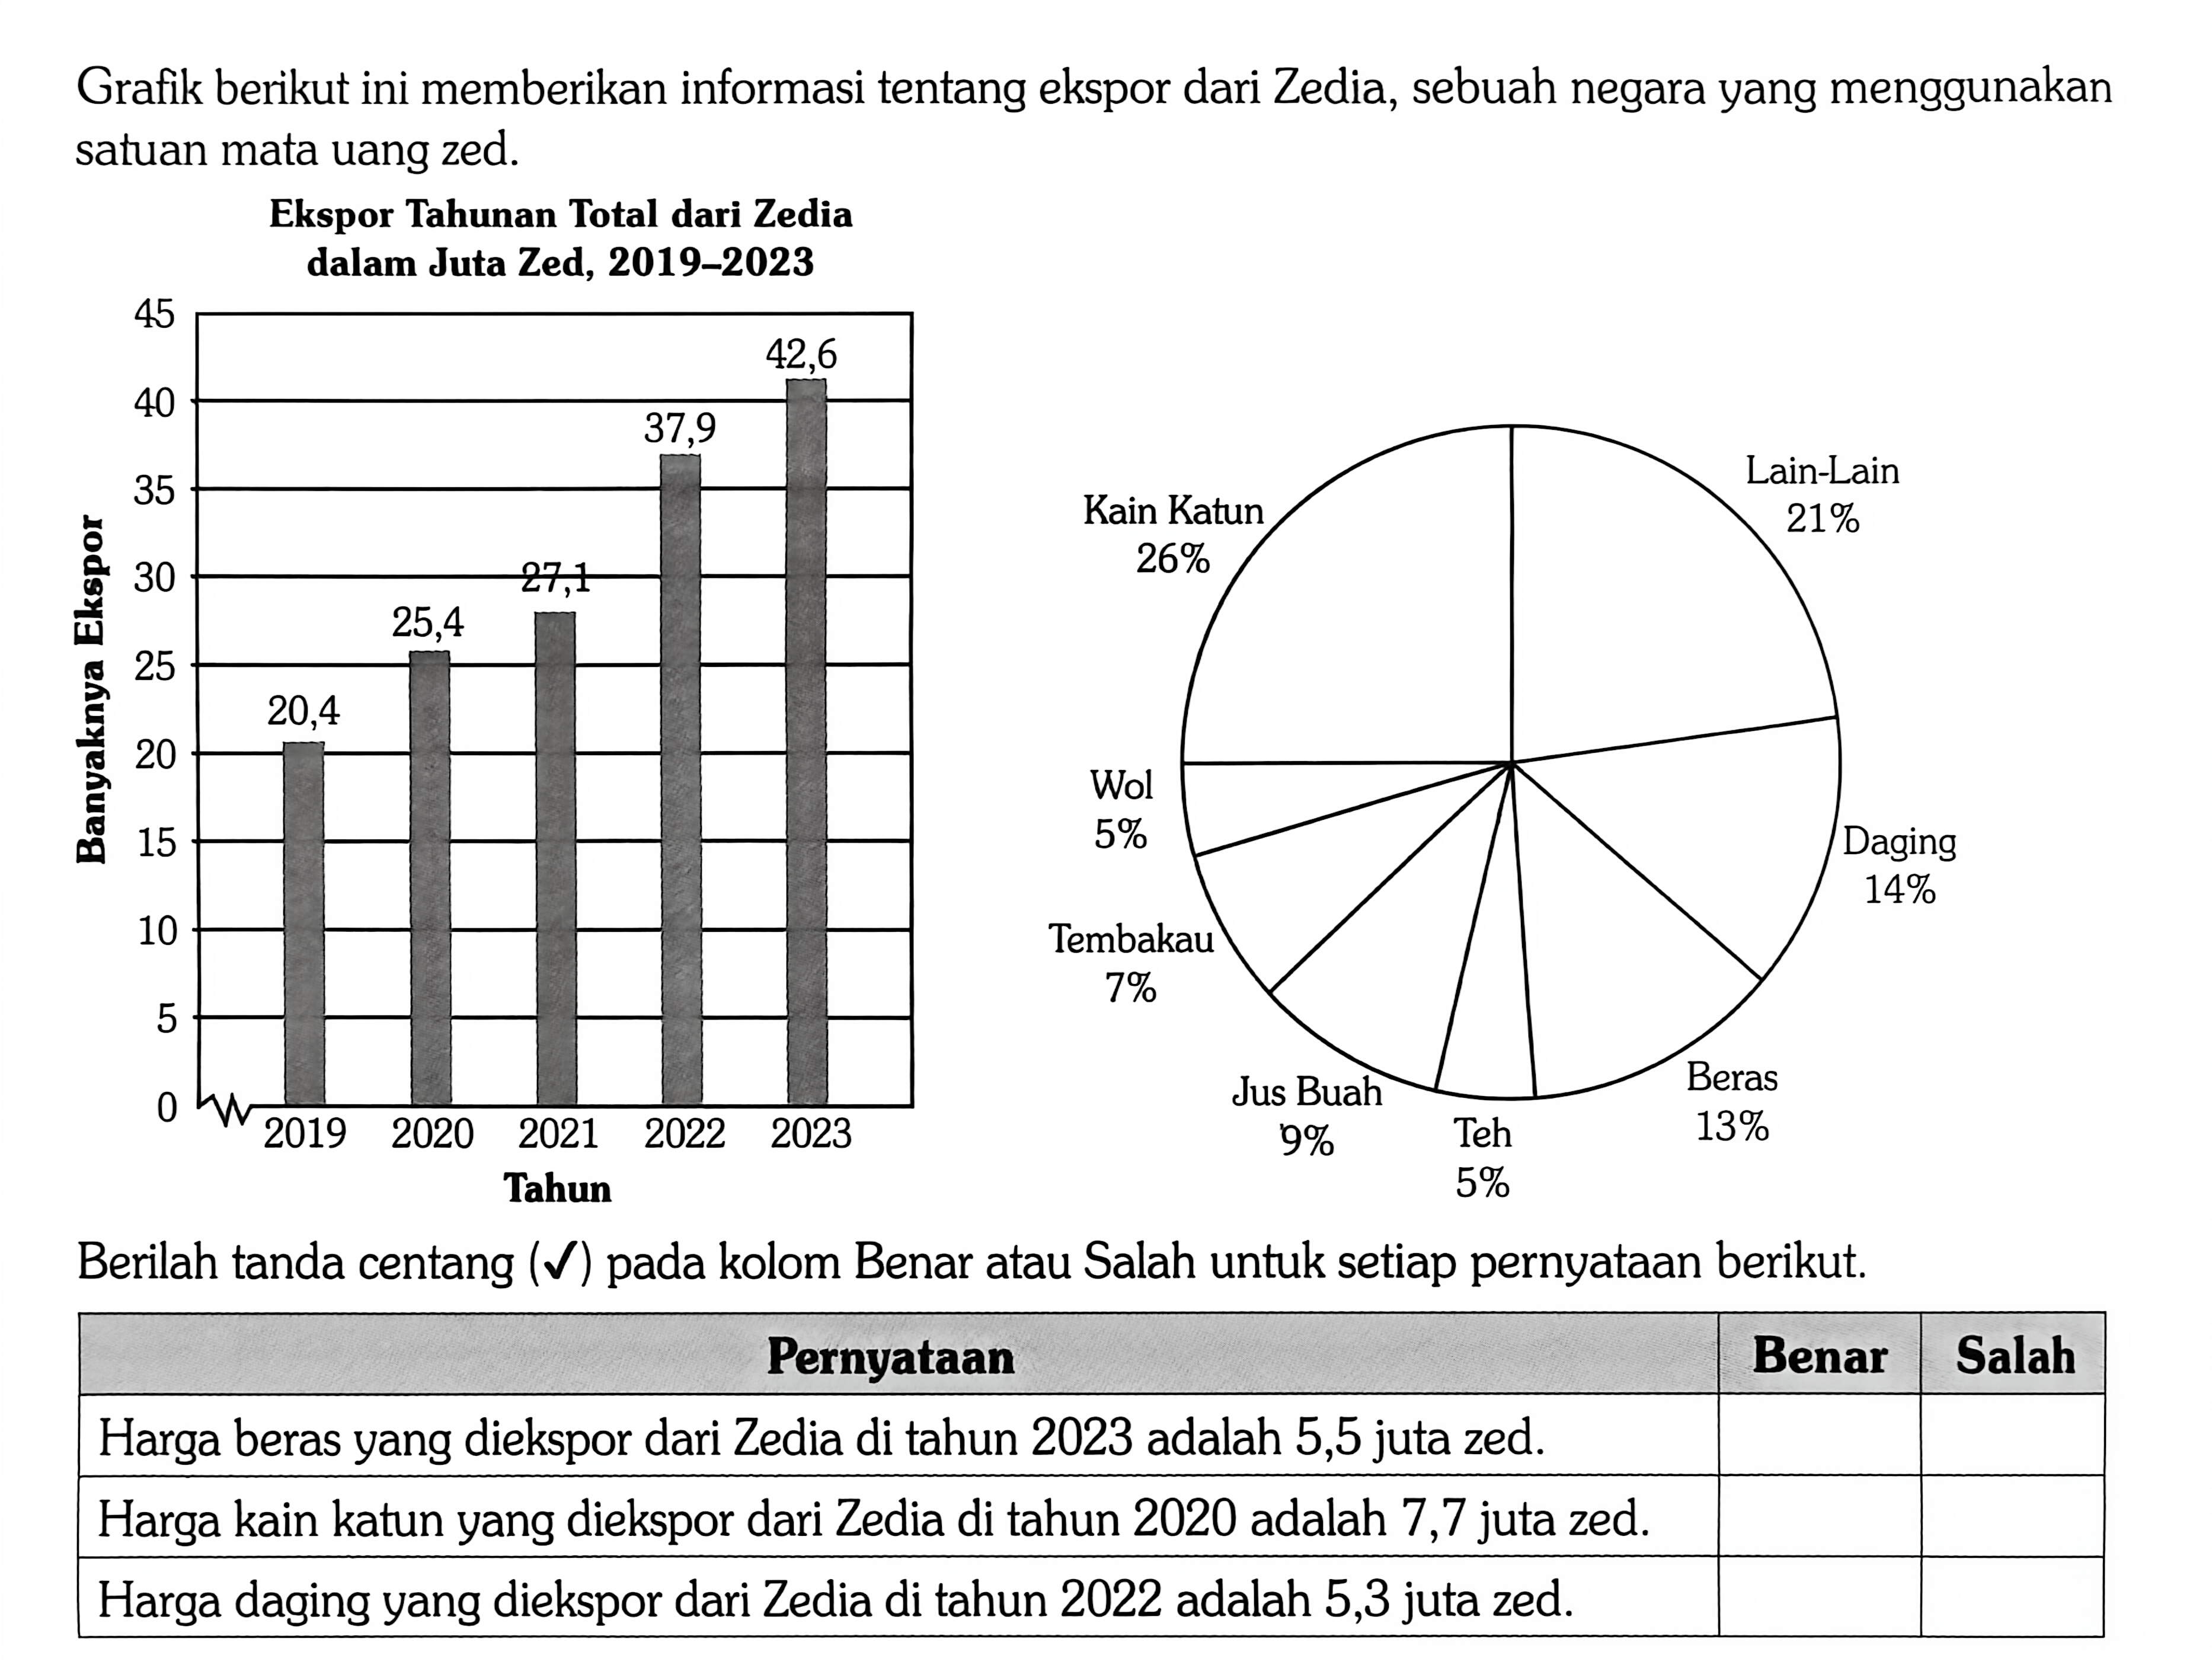 Grafik berikut ini memberikan informasi tentang ekspor dari Zedia, sebuah negara yang menggunakan
satuan mata uang zed.
Ekspor Tahunan Total dari Zedia
dalam Juta Zed, 2019–2023
Banyaknya Ekspor
45
40
35
30
25
20
15
10
5
0
20,4
25,4
27,1
37,9
42,6
2019 2020 2021 2022 2023
Tahun
Kain Katun
26%
Lain-Lain
21%
Wol
5%
Daging
14%
Tembakau
7%
Jus Buah
9%
Teh
5%
Beras
13%
Berilah tanda centang (✓) pada kolom Benar atau Salah untuk setiap pernyataan berikut.
Pernyataan Benar Salah
Harga beras yang diekspor dari Zedia di tahun 2023 adalah 5,5 juta zed.
Harga kain katun yang diekspor dari Zedia di tahun 2020 adalah 7,7 juta zed.
Harga daging yang diekspor dari Zedia di tahun 2022 adalah 5,3 juta zed.